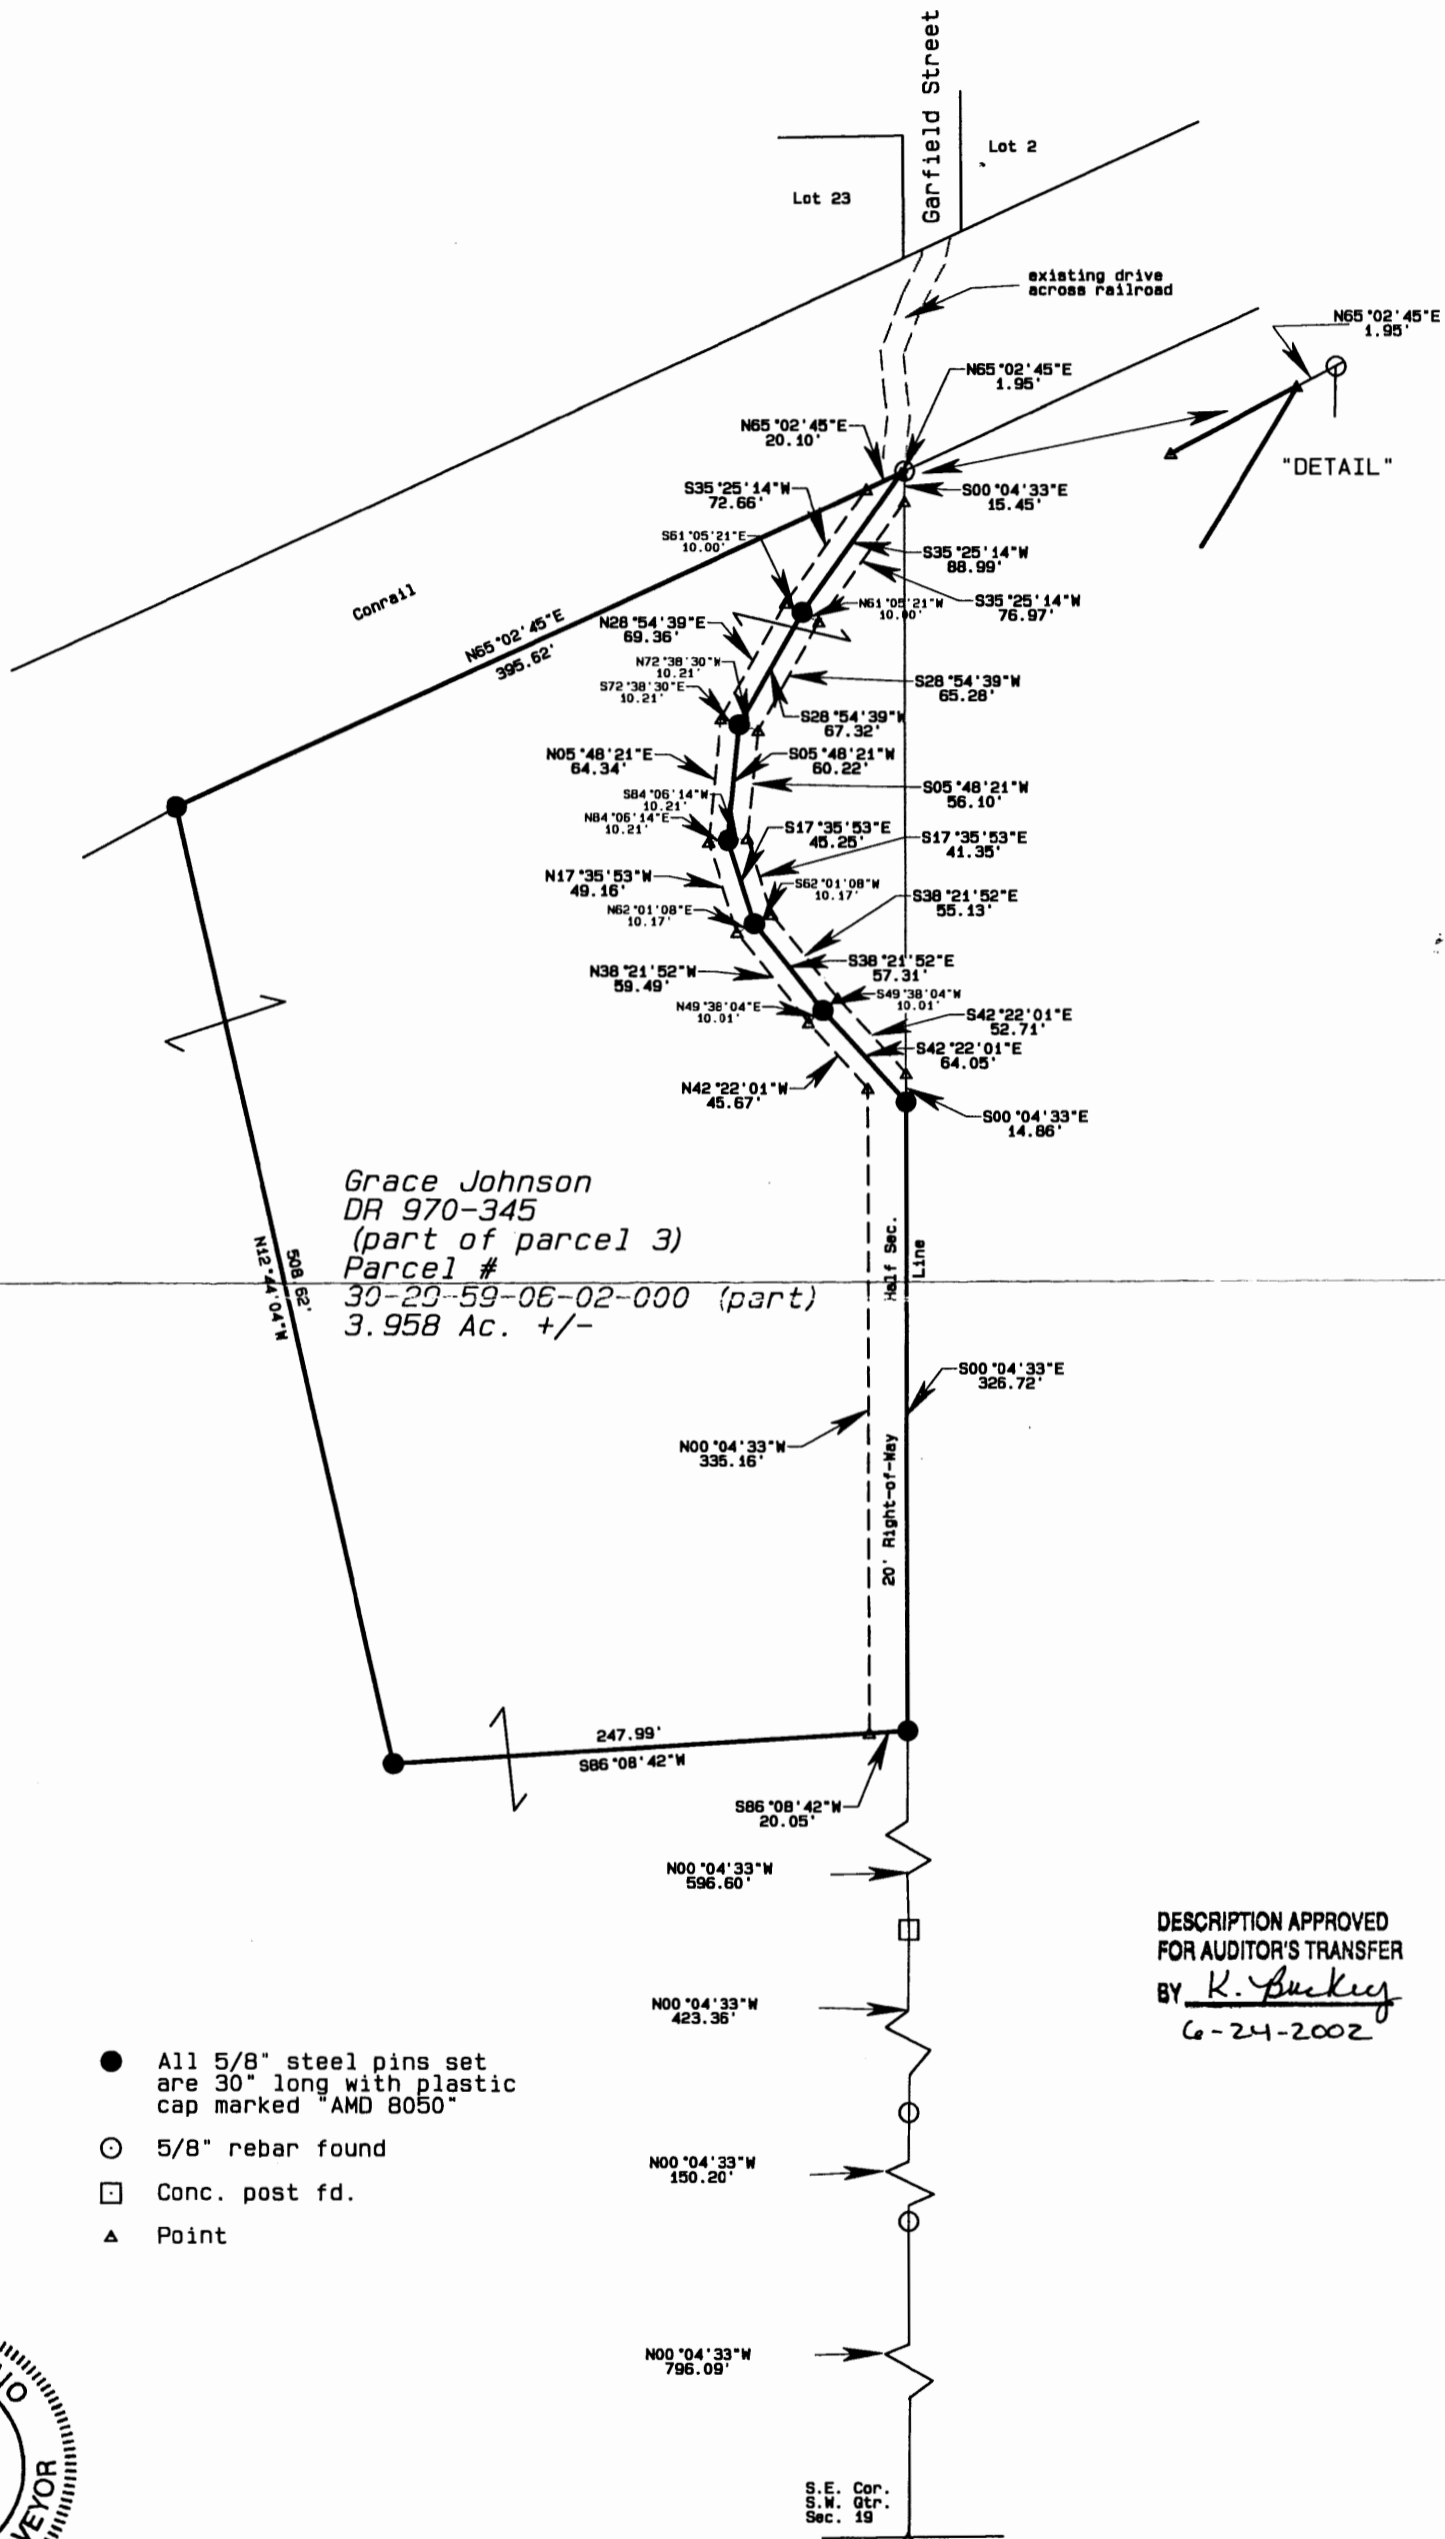 Garfield Street
Lot 2
Lot 23
existing drive
across railroad
N65°02'45"E
1.95'
N65°02'45"E
1.95'
N65°02'45"E
20.10'
"DETAIL"
S35°25'14"W
72.66'
S00°04'33"E
15.45'
S61°05'21"E
10.00'
S35°25'14"W
88.99'
Conrail
N65°02'45"E
395.62'
N61°05'21"W
10.00'
S35°25'14"W
76.97'
N28°54'39"E
69.36'
N72°38'30"W
10.21'
S72°38'30"E
10.21'
S28°54'39"W
65.28'
S28°54'39"W
67.32'
N05°48'21"E
64.34'
S05°48'21"W
60.22'
S05°48'21"W
56.10'
S84°06'14"W
10.21'
N84°06'14"E
10.21'
S17°35'53"E
45.25'
S17°35'53"E
41.35'
N17°35'53"W
49.16'
S62°01'08"W
10.17'
S38°21'52"E
55.13'
N62°01'08"E
10.17'
S38°21'52"E
57.31'
N38°21'52"W
59.49'
S49°38'04"W
10.01'
N49°38'04"E
10.01'
S42°22'01"E
52.71'
S42°22'01"E
64.05'
N42°22'01"W
45.67'
S00°04'33"E
14.86'
Grace Johnson
DR 970-345
(part of parcel 3)
Parcel #
30-29-59-06-02-000 (part)
3.958 Ac. +/-
508.62'
N12°44'04"W
Half Sec.
Line
S00°04'33"E
326.72'
N00°04'33"W
335.16'
20' Right-of-Way
247.99'
S86°08'42"W
S86°08'42"W
20.05'
N00°04'33"W
596.60'
DESCRIPTION APPROVED
FOR AUDITOR'S TRANSFER
BY K. Buckey
6-24-2002
N00°04'33"W
423.36'
All 5/8" steel pins set
are 30" long with plastic
cap marked "AMD 8050"
5/8" rebar found
Conc. post fd.
Point
N00°04'33"W
150.20'
N00°04'33"W
796.09'
S.E. Cor.
S.W. Qtr.
Sec. 19